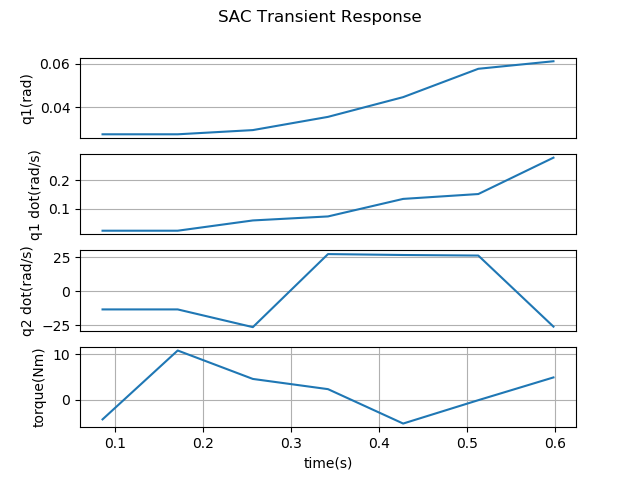 SAC Transient Response
q1(rad)
0.06
0.04
q1 dot(rad/s)
0.2
0.1
q2 dot(rad/s)
25
0
−25
torque(Nm)
10
0
0.1 0.2 0.3 0.4 0.5 0.6
time(s)